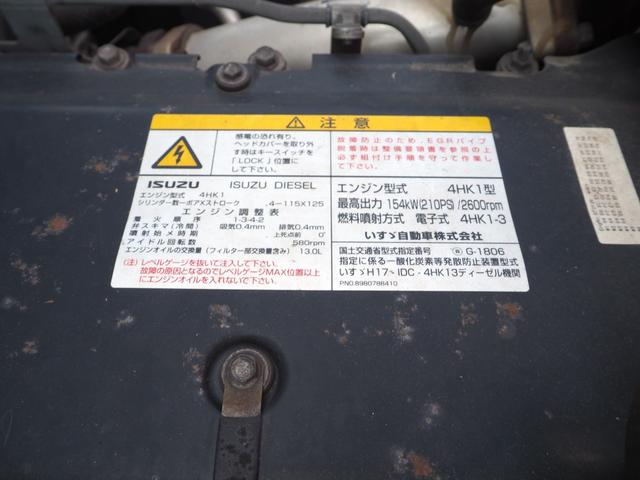 注意
感電の恐れ有り、
ヘッドカバーを取り外
す時はキースイッチを
「LOCK」位置に
して下さい。
故障防止のため、EGRパイプ
脱着時は整備要領書を参照の上
必ず組付け手順を守って作業
して下さい。
ISUZU ISUZU DIESEL
エンジン型式 4HK1
シリンダ数ーボアXストローク 4-115X125
エンジン調整表
着火順序 1-3-4-2
弁スキマ(冷間) 吸気0.4mm 排気0.4mm
噴射始め時期 上死点前 0°
アイドル回転数 580rpm
エンジンオイルの交換量(フィルター部交換量含み) 13.0L
(注)レベルゲージを抜いて注入して下さい。
故障の原因となるのでレベルゲージMAX位置以上
にエンジンオイルを入れないで下さい。
エンジン型式 4HK1型
最高出力 154kW(210PS)/2600rpm
燃料噴射方式 電子式 4HK1-3
いすゞ自動車株式会社
国土交通省型式指定番号 G-1806
指定に係る一酸化炭素等発散防止装置型式
いすゞH17-IDC-4HK13ディーゼル機関
PNO.8980788410